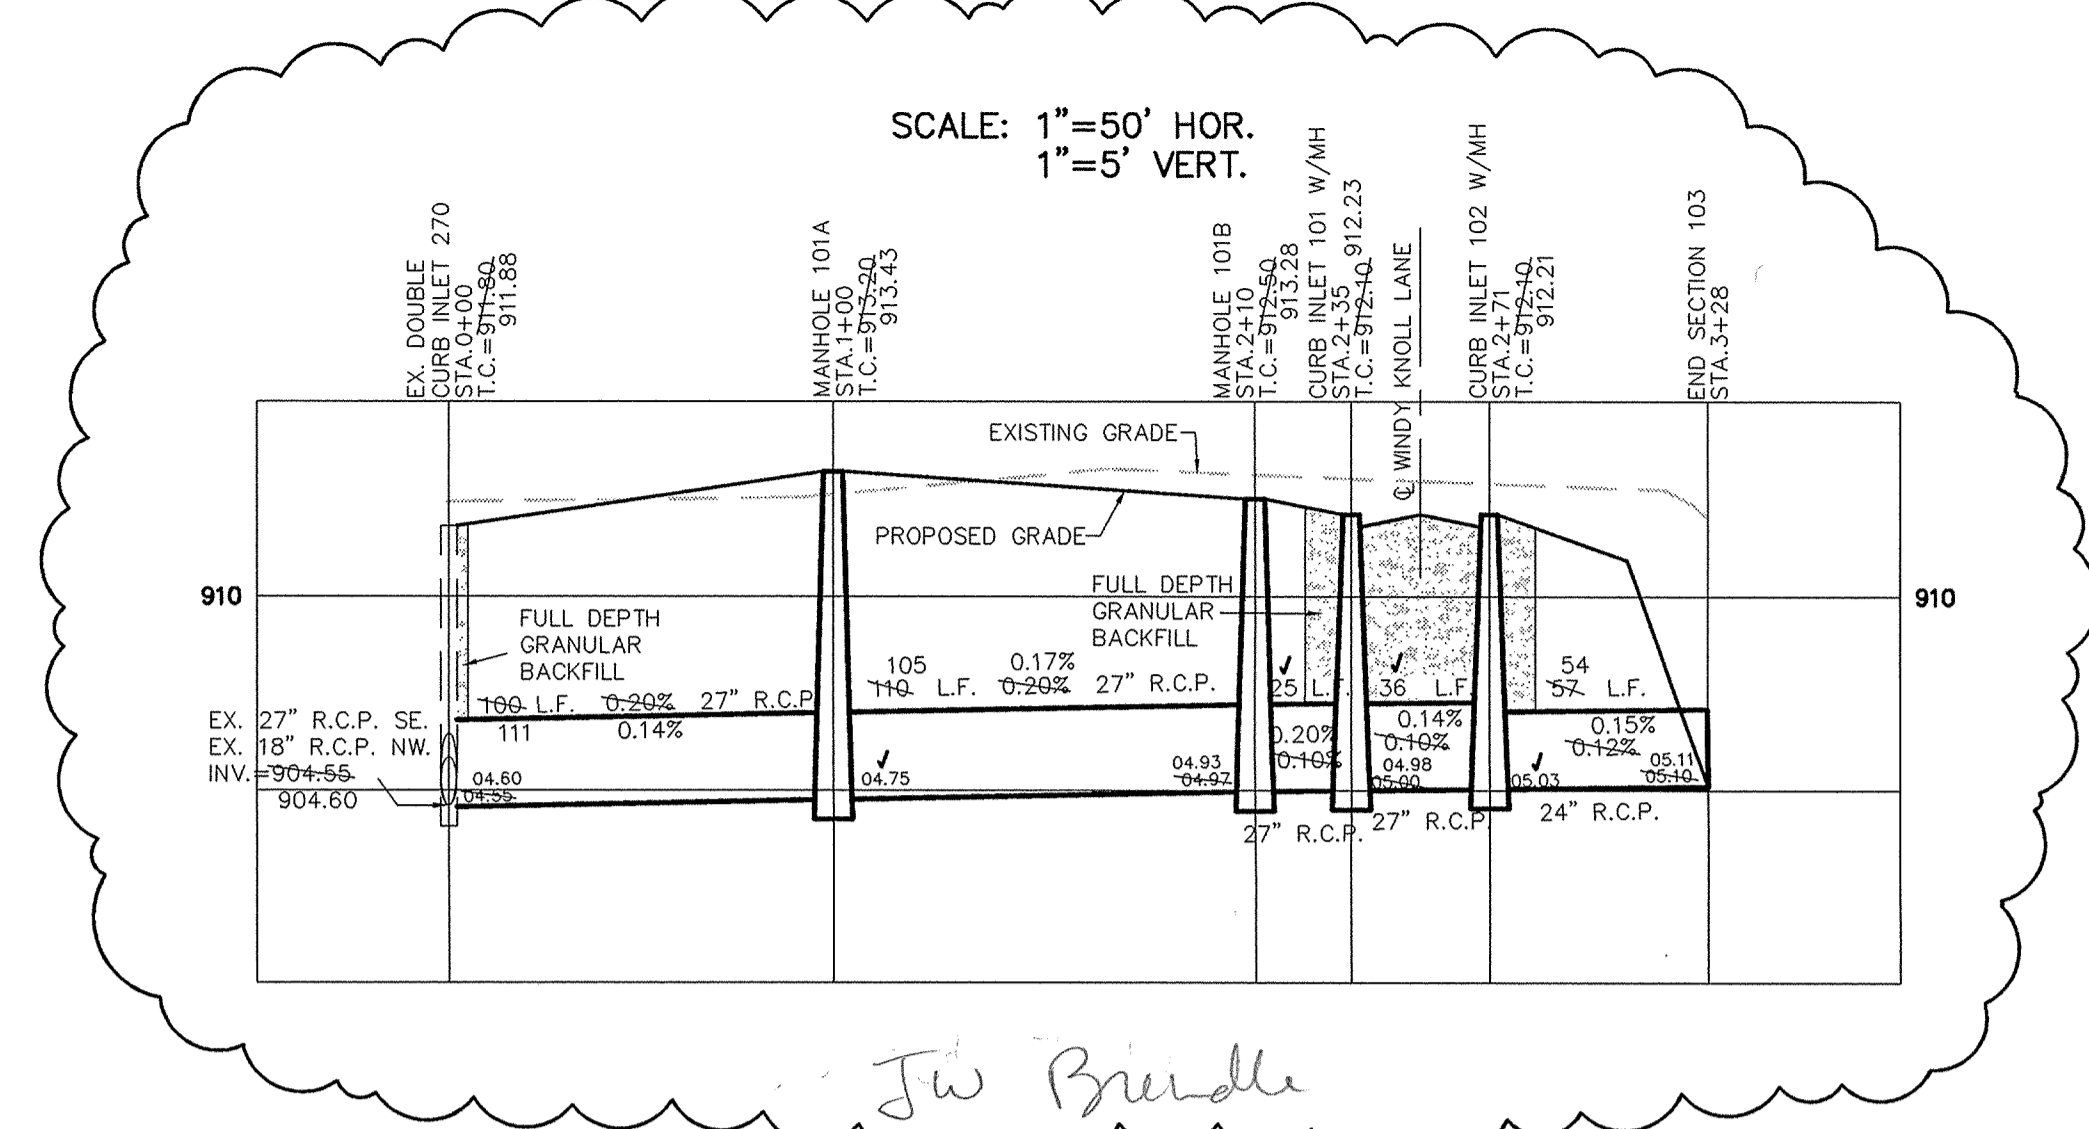 SCALE: 1"=50' HOR.
1"=5' VERT.
EX. DOUBLE
CURB INLET 270
STA.0+00
T.C.=911.80
911.88
MANHOLE 101A
STA.1+00
T.C.=913.20
913.43
MANHOLE 101B
STA.2+10
T.C.=912.50
913.28
CURB INLET 101 W/MH
STA.2+35
T.C.=912.10 912.23
℄ WINDY KNOLL LANE
CURB INLET 102 W/MH
STA.2+71
T.C.=912.10
912.21
END SECTION 103
STA.3+28
EXISTING GRADE
PROPOSED GRADE
910
910
FULL DEPTH
GRANULAR
BACKFILL
FULL DEPTH
GRANULAR
BACKFILL
100 L.F. 0.20% 27" R.C.P.
111 0.14%
105 0.17%
110 L.F. 0.20% 27" R.C.P.
✓
25 L.F.
✓
36 L.F.
54
57 L.F.
0.20%
0.10%
0.14%
0.10%
0.15%
0.12%
EX. 27" R.C.P. SE.
EX. 18" R.C.P. NW.
INV.=904.55
904.60
04.60
04.55
✓
04.75
04.93
04.97
04.98
05.00
✓
05.03
05.11
05.10
27" R.C.P.
27" R.C.P.
24" R.C.P.
JW Brendle